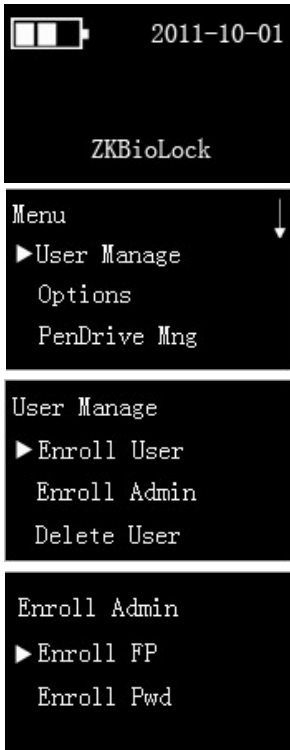 2011-10-01
ZKBioLock
Menu
User Manage
Options
PenDrive Mng
User Manage
Enroll User
Enroll Admin
Delete User
Enroll Admin
Enroll FP
Enroll Pwd